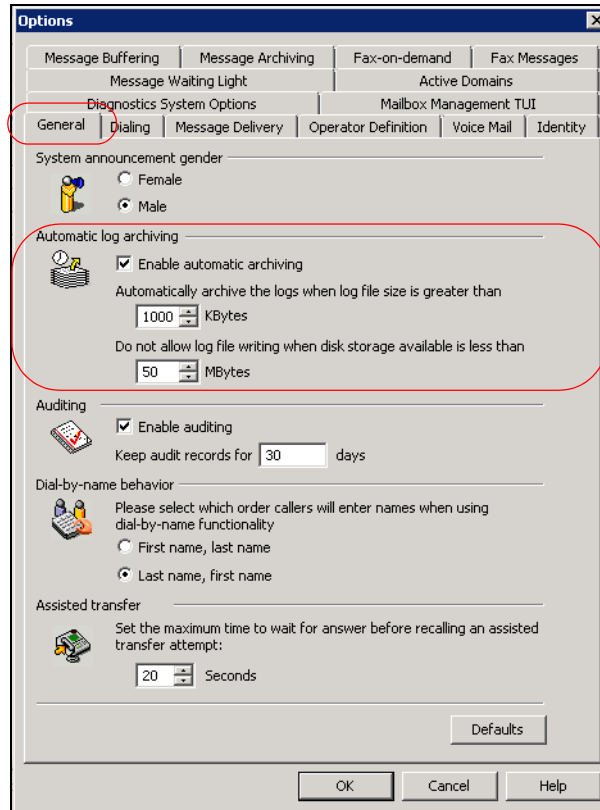 Options
Message Buffering
Message Archiving
Fax-on-demand
Fax Messages
Message Waiting Light
Active Domains
Diagnostics System Options
Mailbox Management TUI
General
Dialing
Message Delivery
Operator Definition
Voice Mail
Identity
System announcement gender
Female
Male
Automatic log archiving
Enable automatic archiving
Automatically archive the logs when log file size is greater than
1000 KBytes
Do not allow log file writing when disk storage available is less than
50 MBytes
Auditing
Enable auditing
Keep audit records for 30 days
Dial-by-name behavior
Please select which order callers will enter names when using
dial-by-name functionality
First name, last name
Last name, first name
Assisted transfer
Set the maximum time to wait for answer before recalling an assisted
transfer attempt:
20 Seconds
Defaults
OK
Cancel
Help